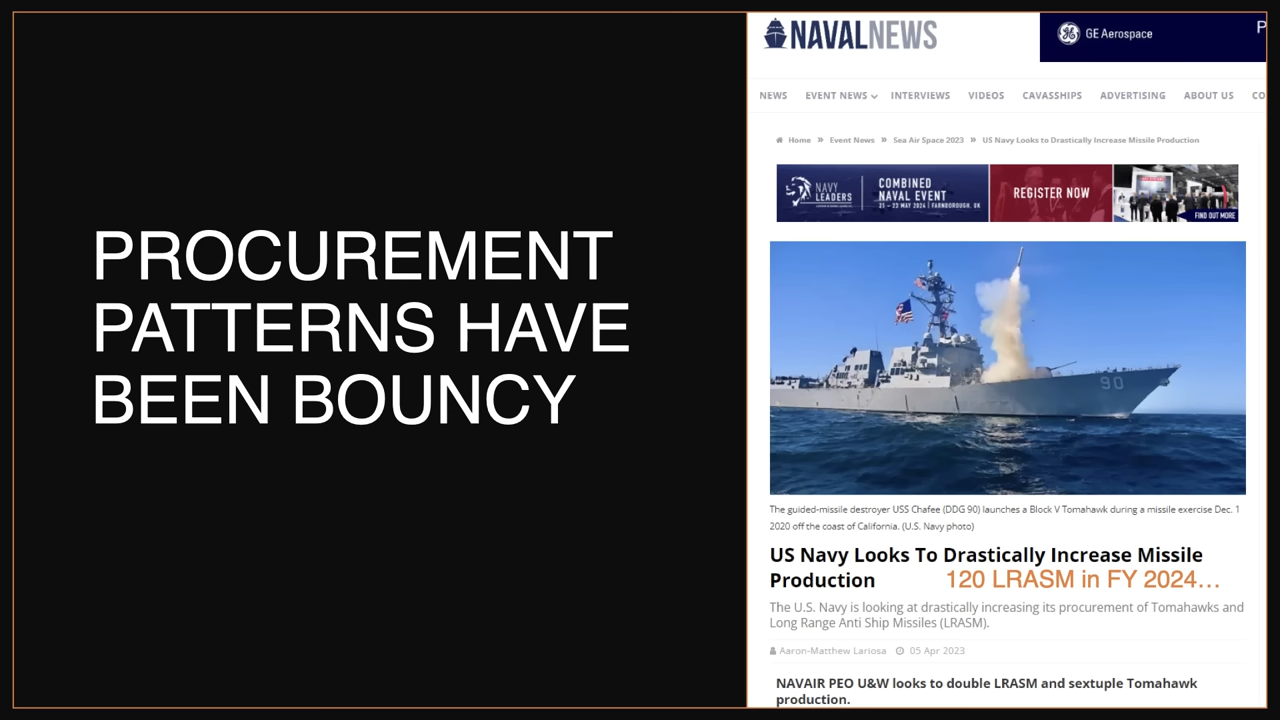 PROCUREMENT
PATTERNS HAVE
BEEN BOUNCY
NAVALNEWS
GE Aerospace
P
NEWS EVENT NEWS INTERVIEWS VIDEOS CAVASSHIPS ADVERTISING ABOUT US CO
Home » Event News » Sea Air Space 2023 » US Navy Looks to Drastically Increase Missile Production
NAVY
LEADERS
COMBINED
NAVAL EVENT
21 – 23 MAY 2024 | FARNBOROUGH, UK
REGISTER NOW
FIND OUT MORE
90
The guided-missile destroyer USS Chafee (DDG 90) launches a Block V Tomahawk during a missile exercise Dec. 1
2020 off the coast of California. (U.S. Navy photo)
US Navy Looks To Drastically Increase Missile
Production
120 LRASM in FY 2024...
The U.S. Navy is looking at drastically increasing its procurement of Tomahawks and
Long Range Anti Ship Missiles (LRASM).
Aaron-Matthew Lariosa 05 Apr 2023
NAVAIR PEO U&W looks to double LRASM and sextuple Tomahawk
production.